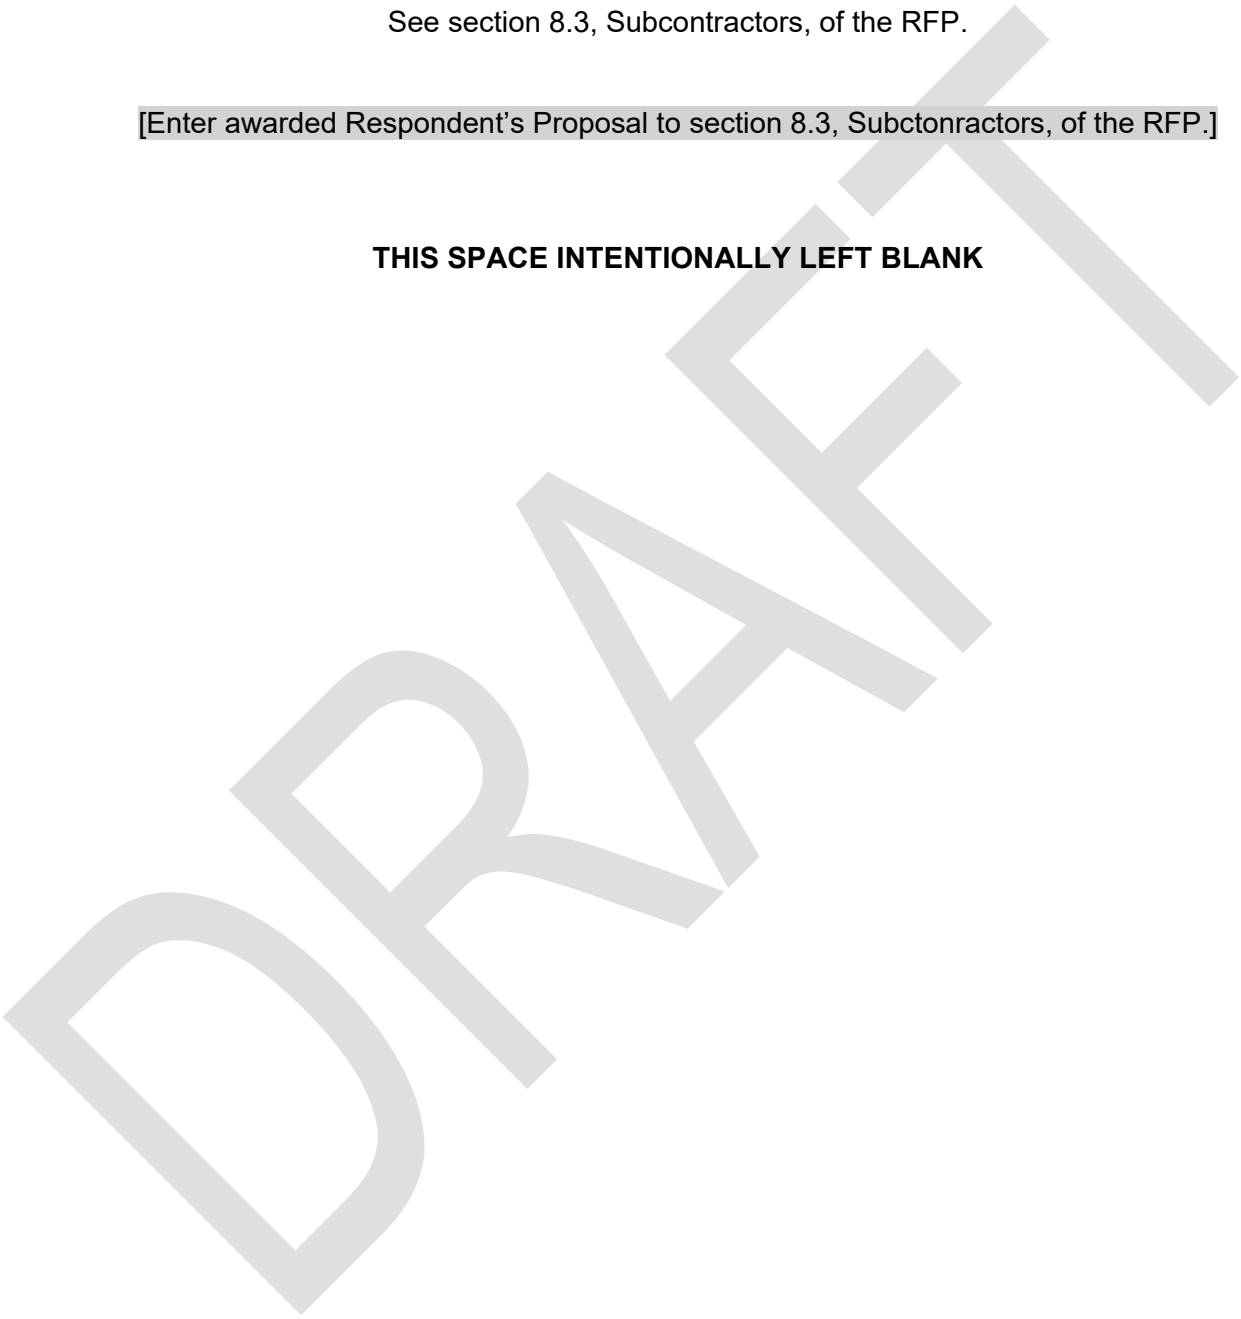 See section 8.3, Subcontractors, of the RFP.
[Enter awarded Respondent’s Proposal to section 8.3, Subctonractors, of the RFP.]
THIS SPACE INTENTIONALLY LEFT BLANK
DRAFT